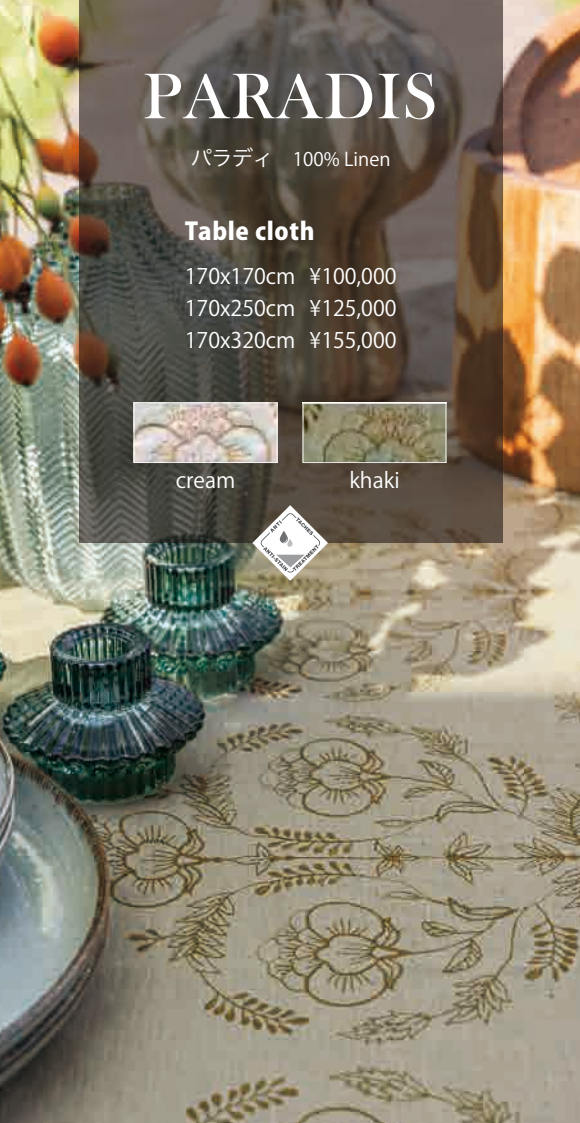 PARADIS
パラディ 100% Linen
Table cloth
170x170cm ¥100,000
170x250cm ¥125,000
170x320cm ¥155,000
cream khaki
ANTI TACHES
ANTI-STAIN TREATMENT